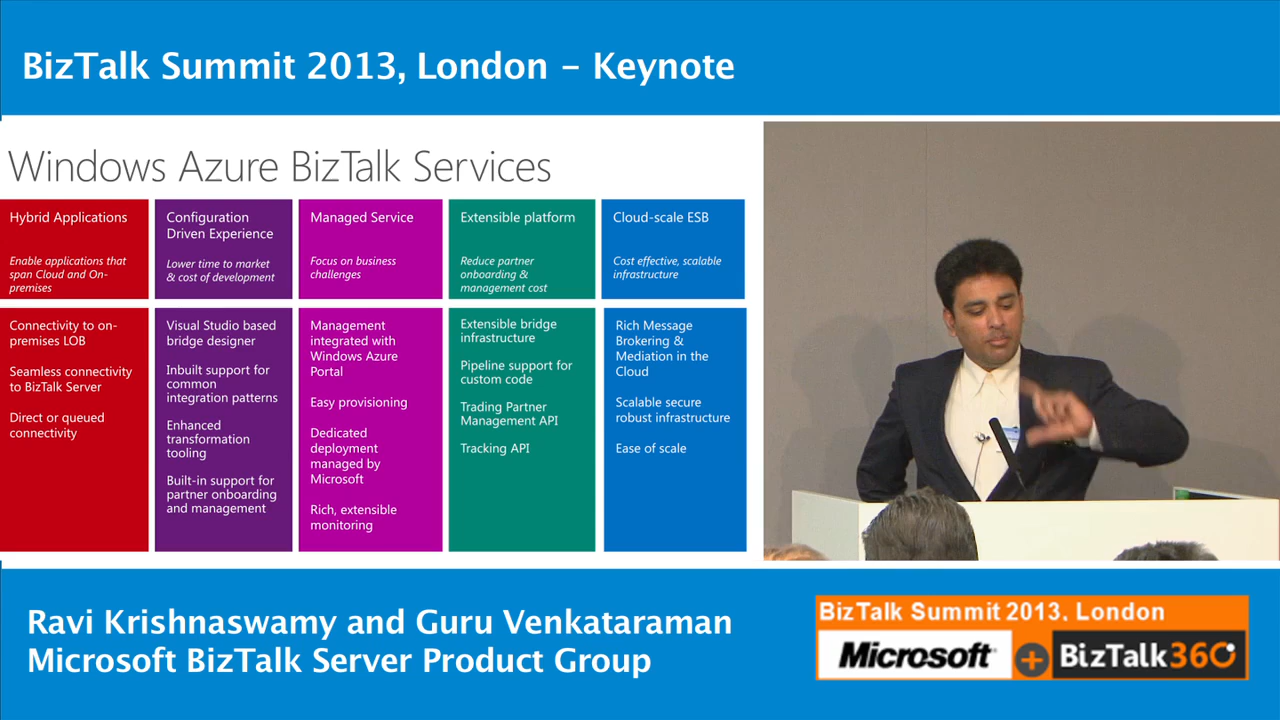 BizTalk Summit 2013, London – Keynote
Windows Azure BizTalk Services
Hybrid Applications
Enable applications that
span Cloud and On-
premises
Configuration
Driven Experience
Lower time to market
& cost of development
Managed Service
Focus on business
challenges
Extensible platform
Reduce partner
onboarding &
management cost
Cloud-scale ESB
Cost effective, scalable
infrastructure
Connectivity to on-
premises LOB
Seamless connectivity
to BizTalk Server
Direct or queued
connectivity
Visual Studio based
bridge designer
Inbuilt support for
common
integration patterns
Enhanced
transformation
tooling
Built-in support for
partner onboarding
and management
Management
integrated with
Windows Azure
Portal
Easy provisioning
Dedicated
deployment
managed by
Microsoft
Rich, extensible
monitoring
Extensible bridge
infrastructure
Pipeline support for
custom code
Trading Partner
Management API
Tracking API
Rich Message
Brokering &
Mediation in the
Cloud
Scalable secure
robust infrastructure
Ease of scale
Ravi Krishnaswamy and Guru Venkataraman
Microsoft BizTalk Server Product Group
BizTalk Summit 2013, London
Microsoft + BizTalk360